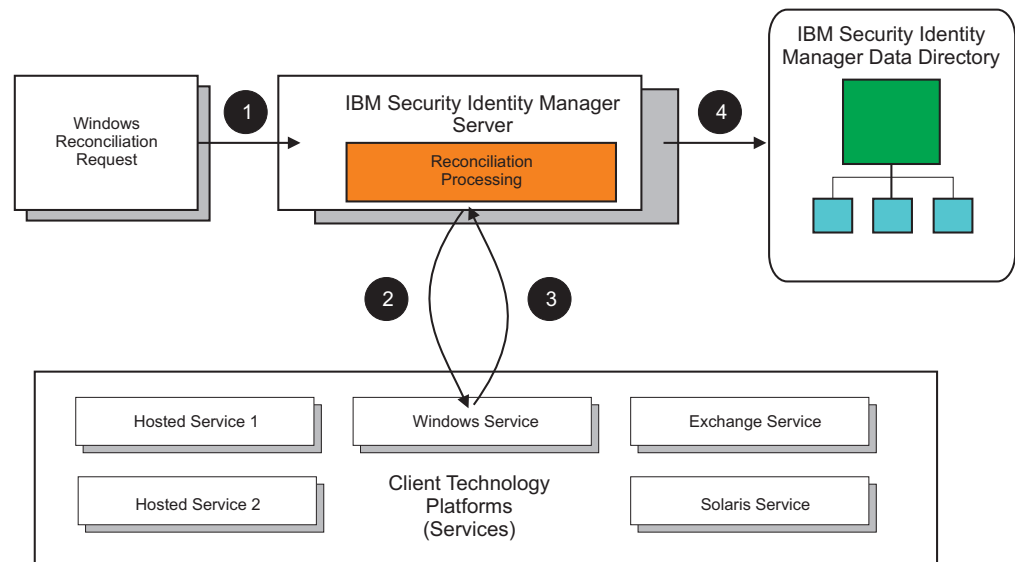 IBM Security Identity
Manager Data Directory
1
4
Windows
Reconciliation
Request
IBM Security Identity Manager
Server
Reconciliation
Processing
2
3
Hosted Service 1
Windows Service
Exchange Service
Hosted Service 2
Client Technology
Platforms
(Services)
Solaris Service